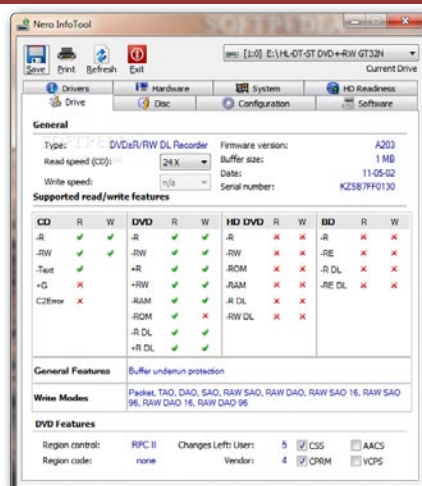 Nero InfoTool
SOFTPEDIA
[1:0] E:\HL-DT-ST DVD+-RW GT32N
Save Print Refresh Exit
Current Drive
Drivers Hardware System HD Readiness
Drive Disc Configuration Software
General
Type: DVD±R/RW DL Recorder Firmware version: A203
Read speed (CD): 24 X Buffer size: 1 MB
Date: 11-05-02
Write speed: n/a Serial number: KZSB7FF0130
Supported read/write features
CD R W DVD R W HD DVD R W BD R W
-R -R -R -R
-RW -RW -RW -RE
-Text +R -ROM -R DL
+G +RW -RAM -RE DL
C2Error -RAM -R DL
-ROM -RW DL
-R DL
+R DL
General Features Buffer underrun protection
Write Modes Packet, TAO, DAO, SAO, RAW SAO, RAW DAO, RAW SAO 16, RAW SAO
96, RAW DAO 16, RAW DAO 96
DVD Features
Region control: RPC II Changes Left: User: 5 CSS AACS
Region code: none Vendor: 4 CPRM VCPS